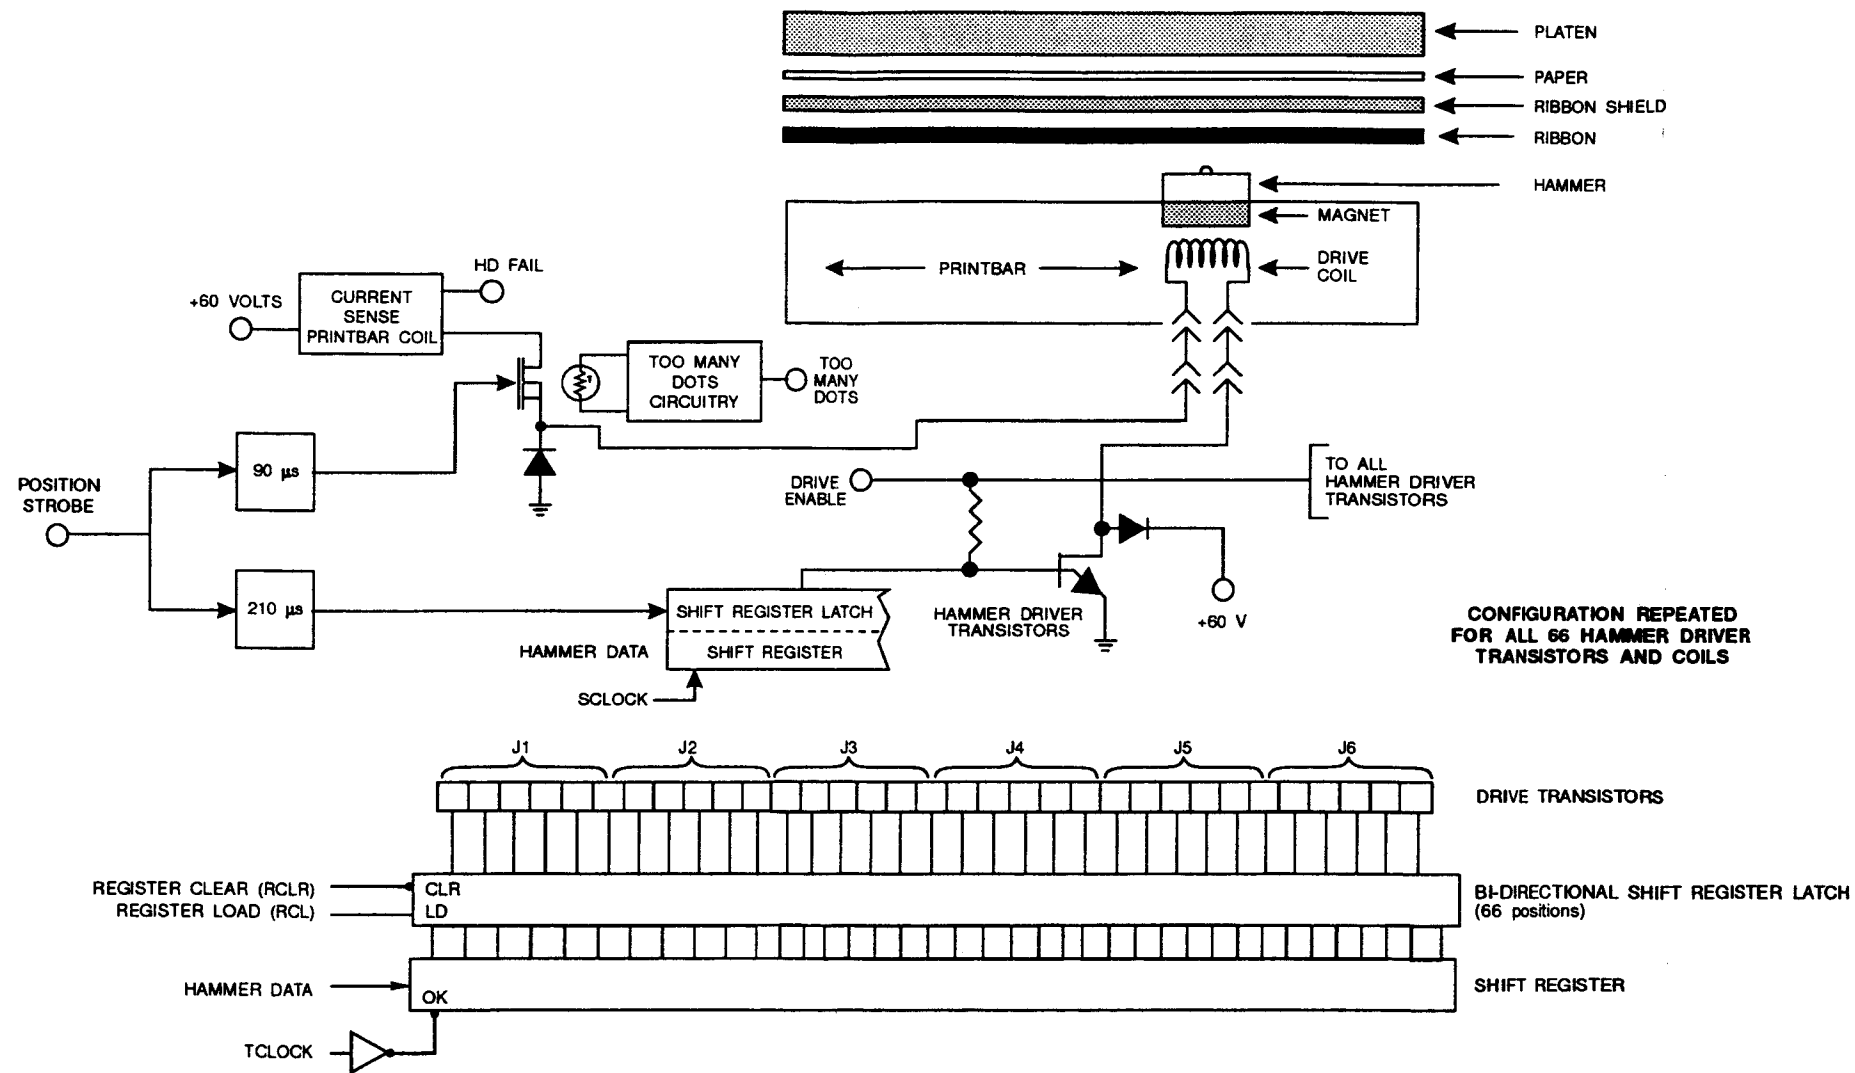 PLATEN
PAPER
RIBBON SHIELD
RIBBON
HAMMER
MAGNET
DRIVE
COIL
PRINTBAR
HD FAIL
+60 VOLTS
CURRENT
SENSE
PRINTBAR COIL
TOO MANY
DOTS
CIRCUITRY
TOO
MANY
DOTS
T
90 µs
POSITION
STROBE
210 µs
DRIVE
ENABLE
TO ALL
HAMMER DRIVER
TRANSISTORS
SHIFT REGISTER LATCH
HAMMER DATA
SHIFT REGISTER
SCLOCK
HAMMER DRIVER
TRANSISTORS
+60 V
CONFIGURATION REPEATED
FOR ALL 66 HAMMER DRIVER
TRANSISTORS AND COILS
J1 J2 J3 J4 J5 J6
DRIVE TRANSISTORS
REGISTER CLEAR (RCLR)
REGISTER LOAD (RCL)
CLR
LD
BI-DIRECTIONAL SHIFT REGISTER LATCH
(66 positions)
HAMMER DATA
OK
SHIFT REGISTER
TCLOCK